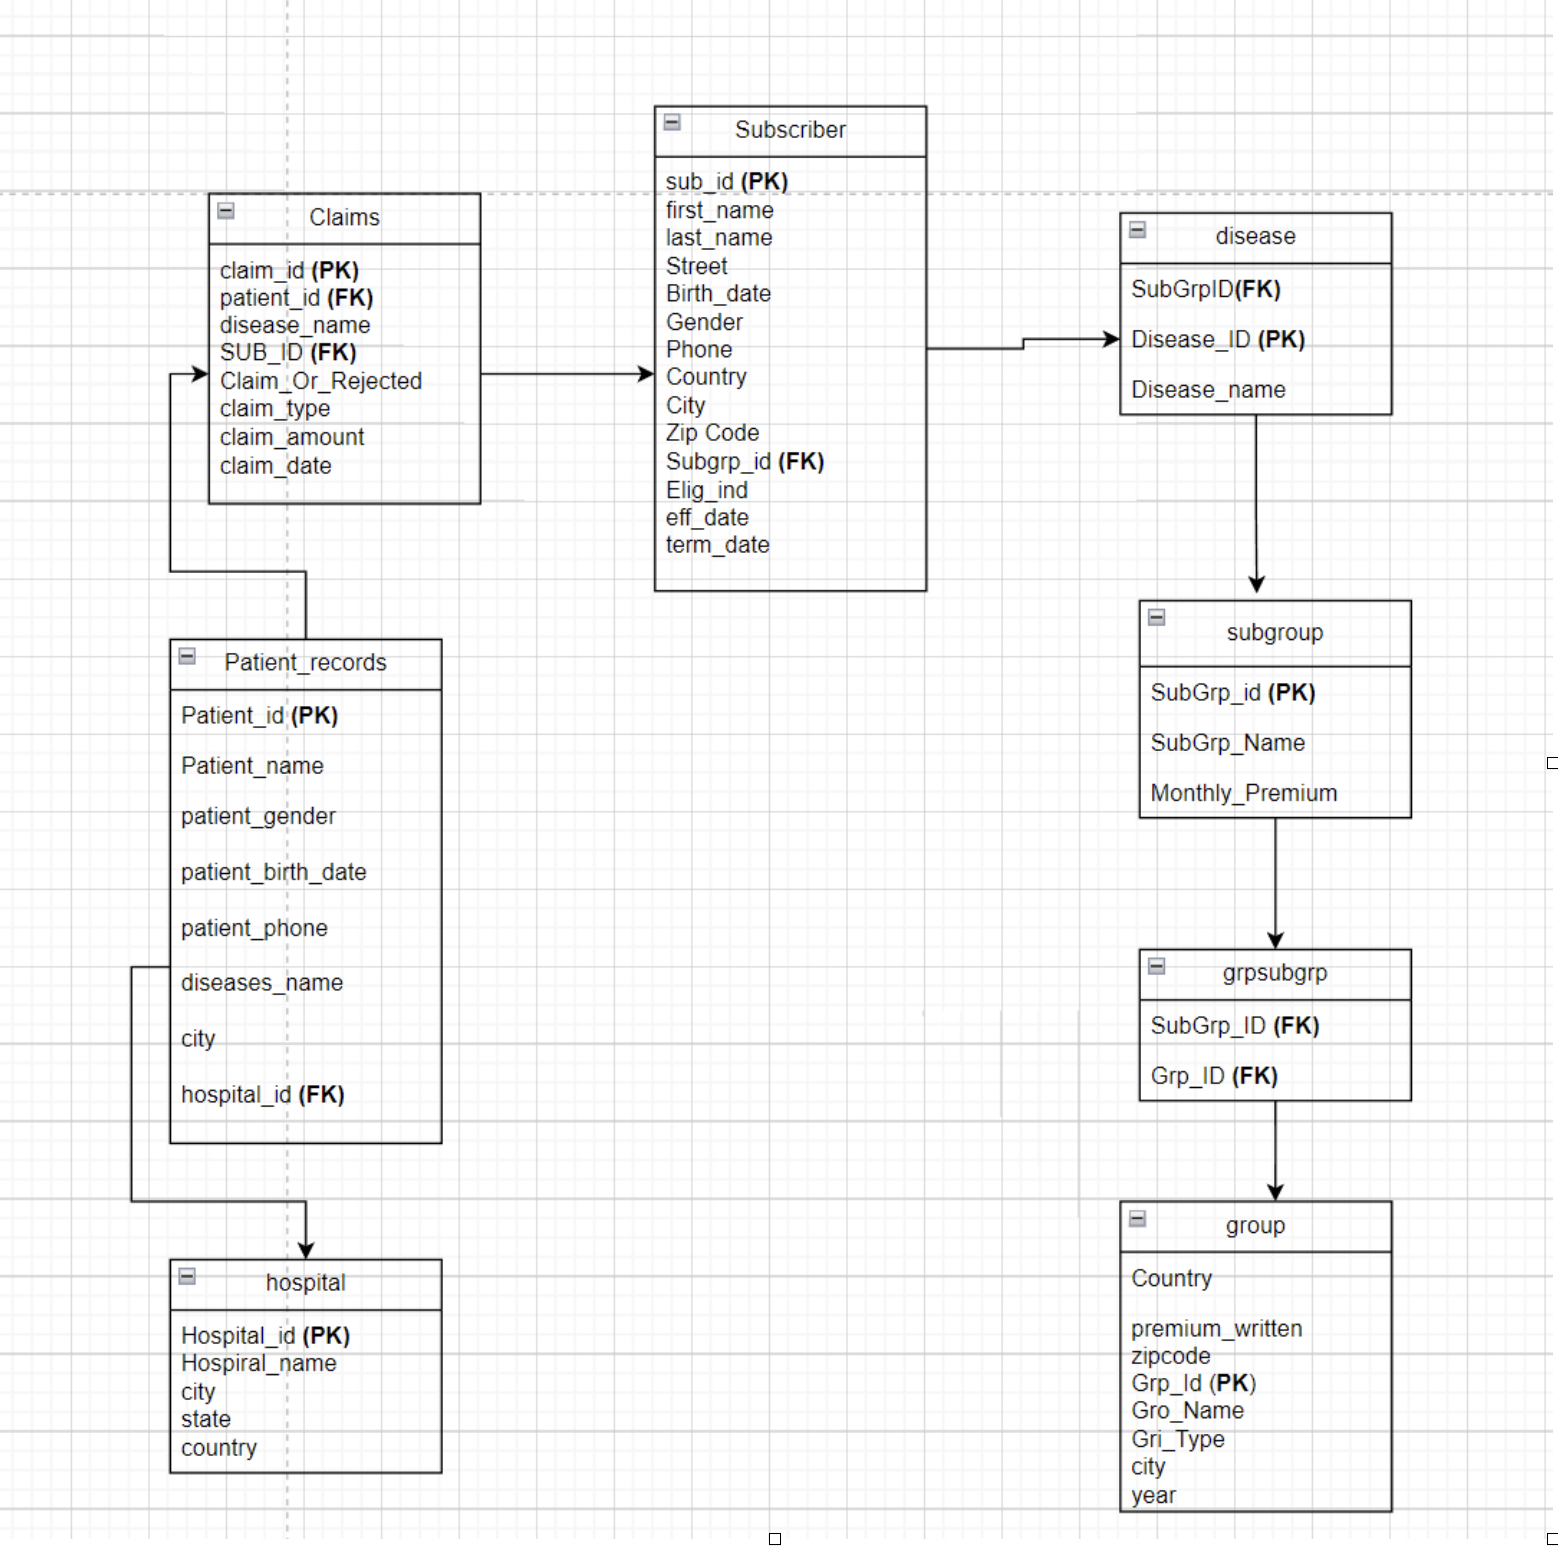 Claims
claim_id (PK)
patient_id (FK)
disease_name
SUB_ID (FK)
Claim_Or_Rejected
claim_type
claim_amount
claim_date
Subscriber
sub_id (PK)
first_name
last_name
Street
Birth_date
Gender
Phone
Country
City
Zip Code
Subgrp_id (FK)
Elig_ind
eff_date
term_date
disease
SubGrpID(FK)
Disease_ID (PK)
Disease_name
Patient_records
Patient_id (PK)
Patient_name
patient_gender
patient_birth_date
patient_phone
diseases_name
city
hospital_id (FK)
subgroup
SubGrp_id (PK)
SubGrp_Name
Monthly_Premium
grpsubgrp
SubGrp_ID (FK)
Grp_ID (FK)
hospital
Hospital_id (PK)
Hospiral_name
city
state
country
group
Country
premium_written
zipcode
Grp_Id (PK)
Gro_Name
Gri_Type
city
year